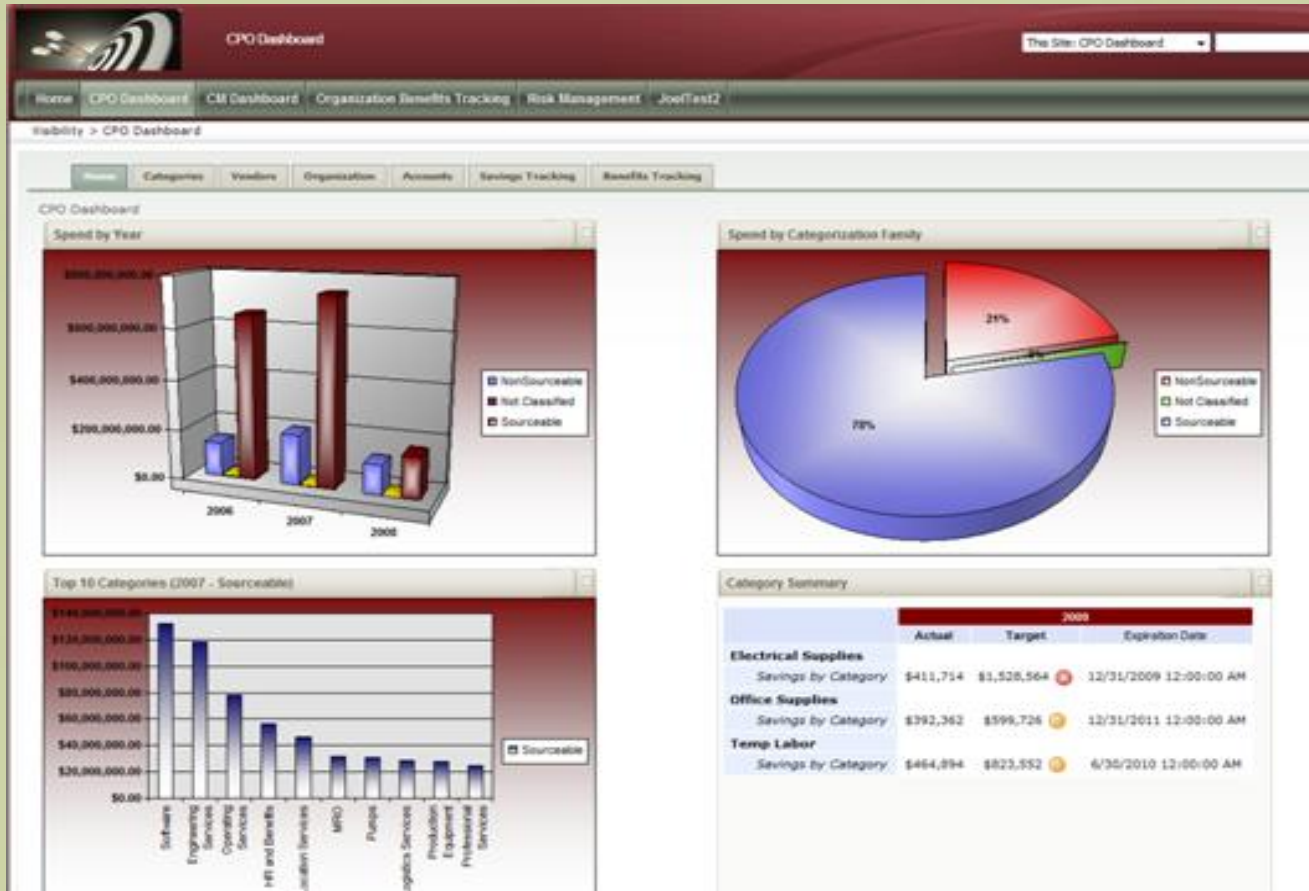 CPO Dashboard
This Site: CPO Dashboard
Home CPO Dashboard CM Dashboard Organization Benefits Tracking Risk Management JoelTest2
Visibility > CPO Dashboard
Home Categories Vendors Organization Accounts Savings Tracking Benefits Tracking
CPO Dashboard
Spend by Year
$800,000,000.00
$600,000,000.00
$400,000,000.00
$200,000,000.00
$0.00
2006
2007
2008
NonSourceable
Not Classified
Sourceable
Spend by Categorization Family
21%
78%
NonSourceable
Not Classified
Sourceable
Top 10 Categories (2007 - Sourceable)
$140,000,000.00
$120,000,000.00
$100,000,000.00
$80,000,000.00
$60,000,000.00
$40,000,000.00
$20,000,000.00
$0.00
Software
Engineering
Services
Operating
Services
HR and Benefits
Location Services
MRO
Pumps
Logistics Services
Production
Equipment
Professional
Services
Sourceable
Category Summary
Actual Target Expiration Date
Electrical Supplies
Savings by Category $411,714 $1,528,564 12/31/2009 12:00:00 AM
Office Supplies
Savings by Category $392,362 $599,726 12/31/2011 12:00:00 AM
Temp Labor
Savings by Category $464,894 $823,552 6/30/2010 12:00:00 AM